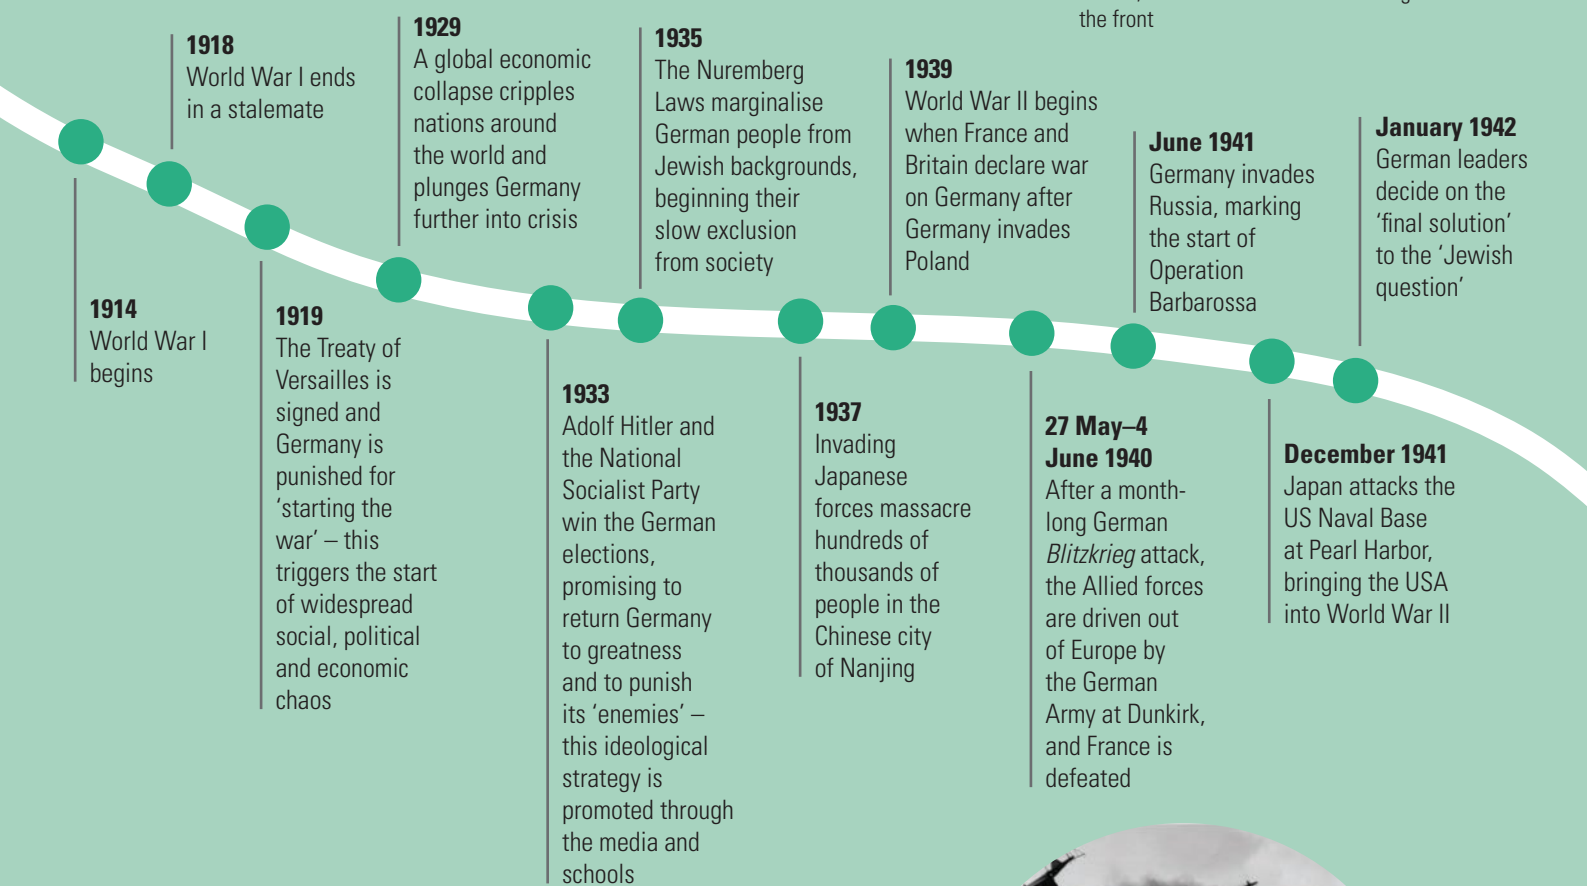 the front
1914
World War I
begins
1918
World War I ends
in a stalemate
1919
The Treaty of
Versailles is
signed and
Germany is
punished for
‘starting the
war’ – this
triggers the start
of widespread
social, political
and economic
chaos
1929
A global economic
collapse cripples
nations around
the world and
plunges Germany
further into crisis
1933
Adolf Hitler and
the National
Socialist Party
win the German
elections,
promising to
return Germany
to greatness
and to punish
its ‘enemies’ –
this ideological
strategy is
promoted through
the media and
schools
1935
The Nuremberg
Laws marginalise
German people from
Jewish backgrounds,
beginning their
slow exclusion
from society
1937
Invading
Japanese
forces massacre
hundreds of
thousands of
people in the
Chinese city
of Nanjing
1939
World War II begins
when France and
Britain declare war
on Germany after
Germany invades
Poland
27 May–4
June 1940
After a month-
long German
Blitzkrieg attack,
the Allied forces
are driven out
of Europe by
the German
Army at Dunkirk,
and France is
defeated
June 1941
Germany invades
Russia, marking
the start of
Operation
Barbarossa
December 1941
Japan attacks the
US Naval Base
at Pearl Harbor,
bringing the USA
into World War II
January 1942
German leaders
decide on the
‘final solution’
to the ‘Jewish
question’